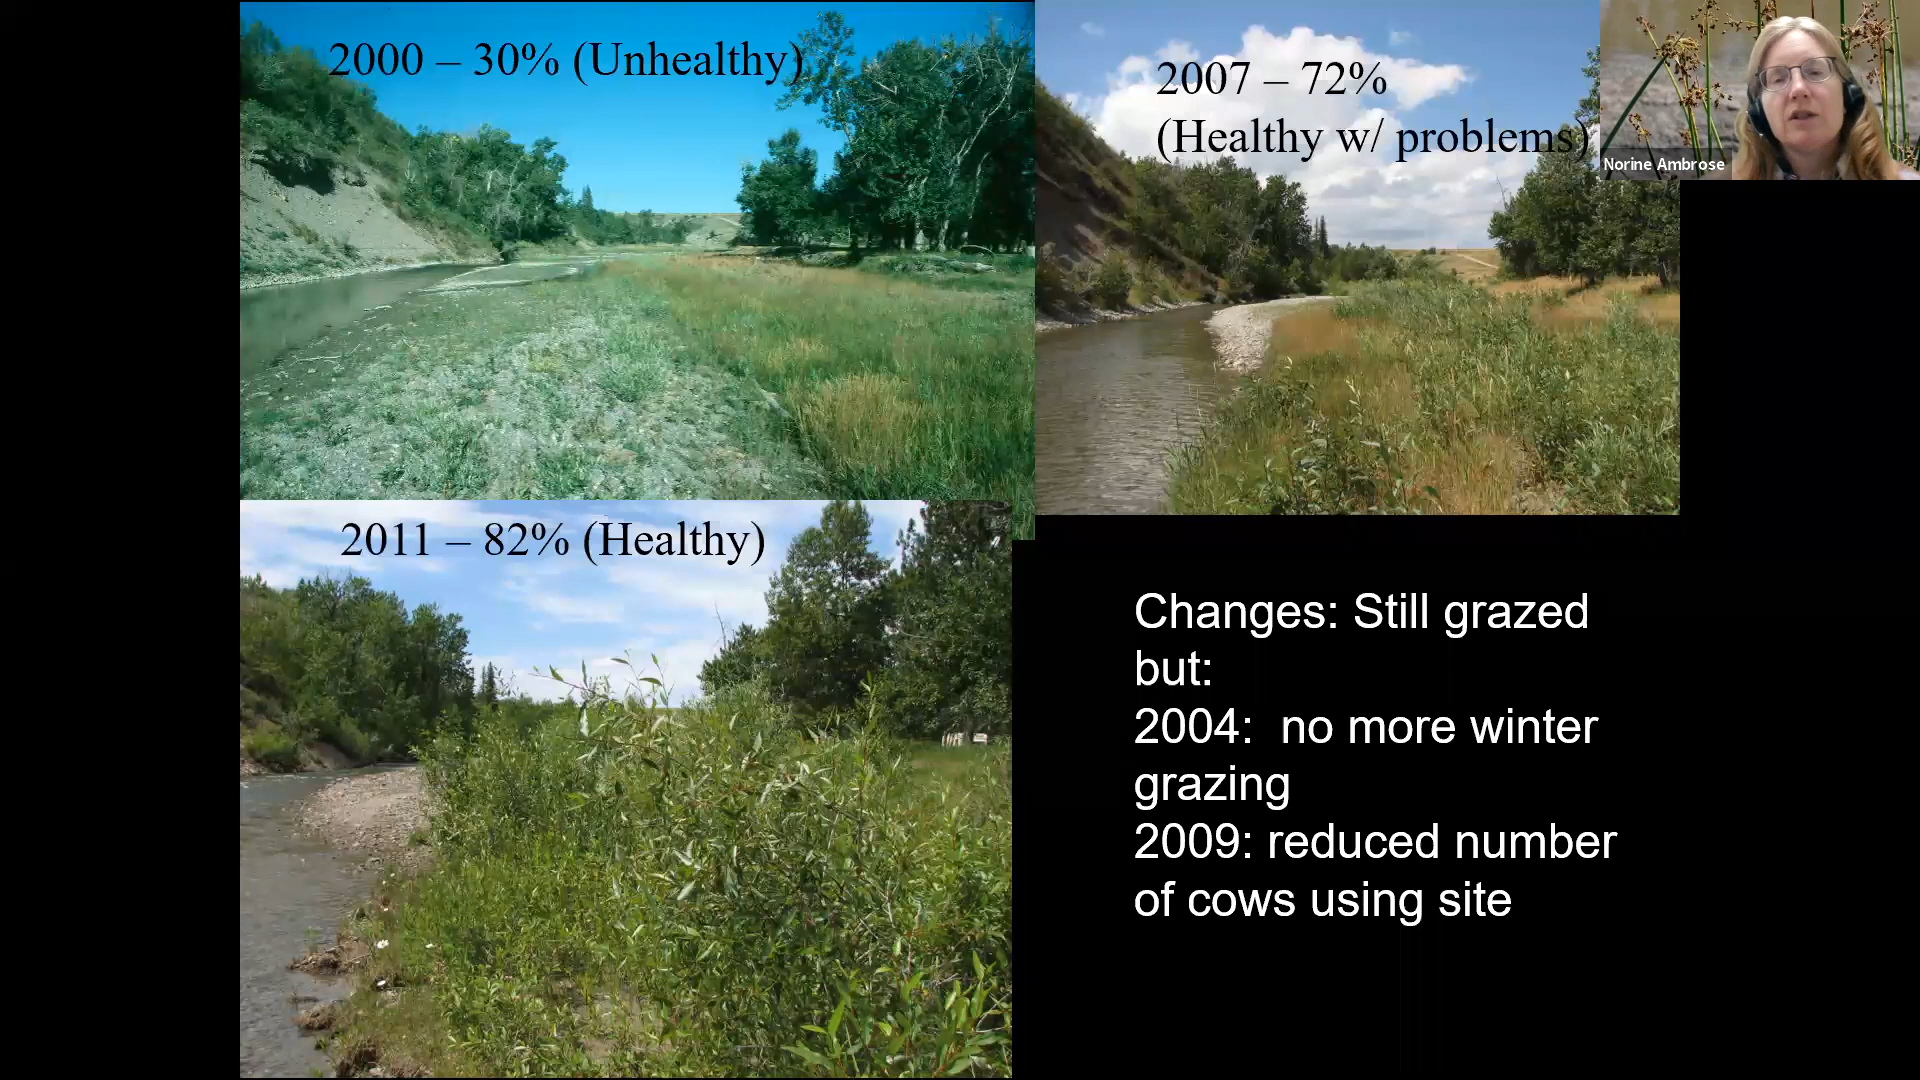 2000 – 30% (Unhealthy)
2007 – 72%
(Healthy w/ problems)
Norine Ambrose
2011 – 82% (Healthy)
Changes: Still grazed
but:
2004:  no more winter
grazing
2009: reduced number
of cows using site